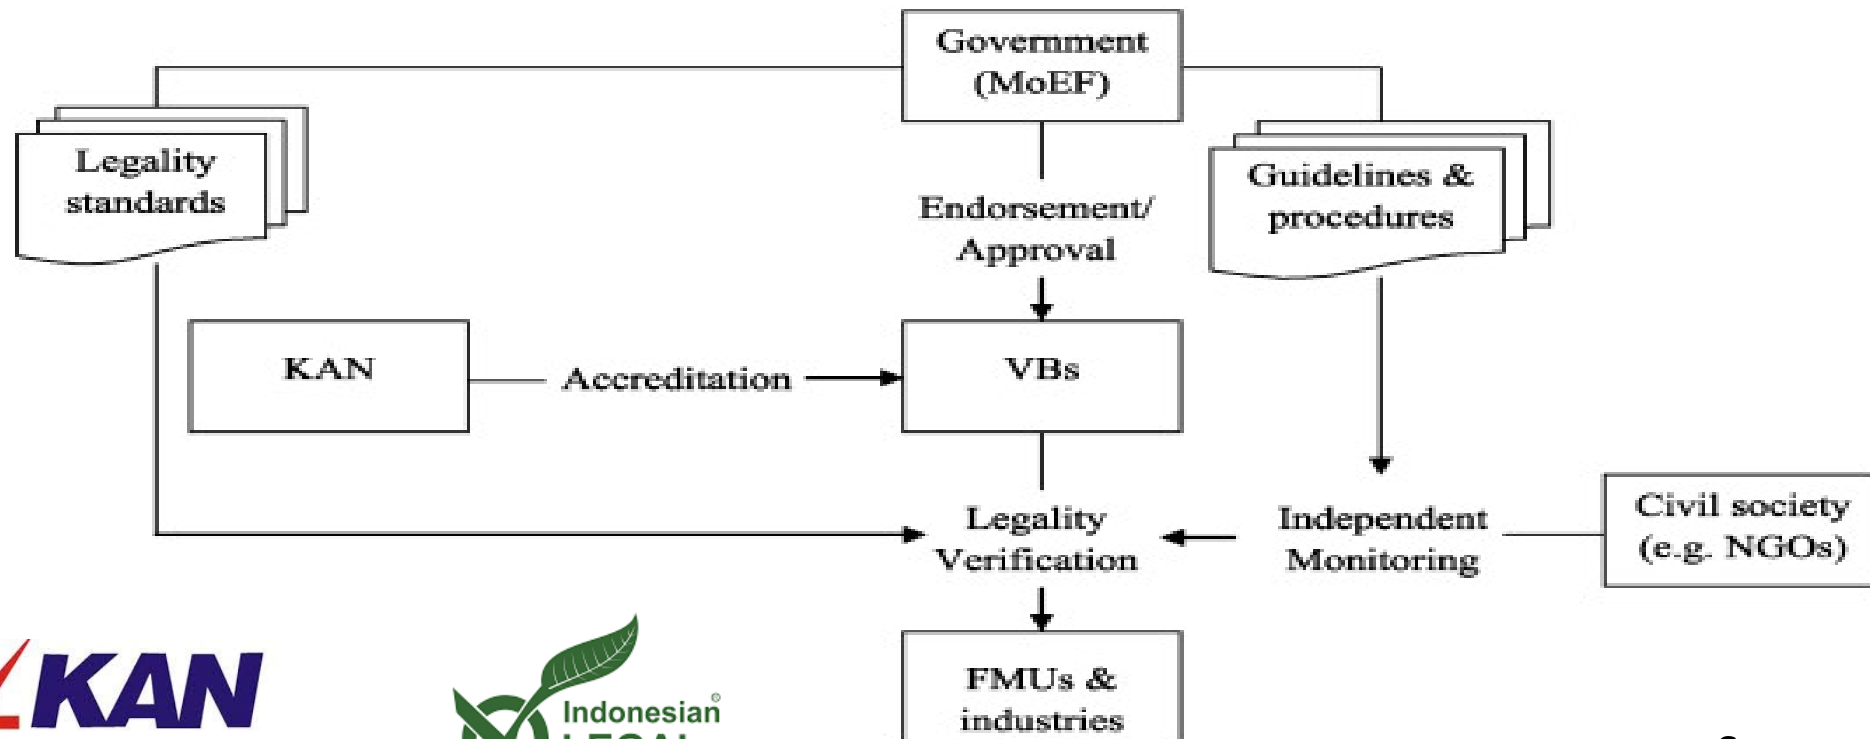 Government
(MoEF)
Legality
standards
Guidelines &
procedures
Endorsement/
Approval
KAN
Accreditation
VBs
Legality
Verification
Independent
Monitoring
Civil society
(e.g. NGOs)
FMUs &
industries
KAN
Indonesian
LEGAL